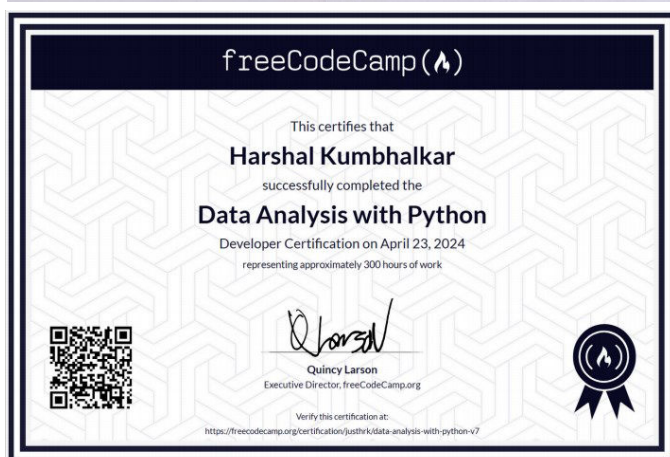 freeCodeCamp
This certifies that
Harshal Kumbhalkar
successfully completed the
Data Analysis with Python
Developer Certification on April 23, 2024
representing approximately 300 hours of work
Quincy Larson
Executive Director, freeCodeCamp.org
Verify this certification at:
https://freecodecamp.org/certification/justhrk/data-analysis-with-python-v7